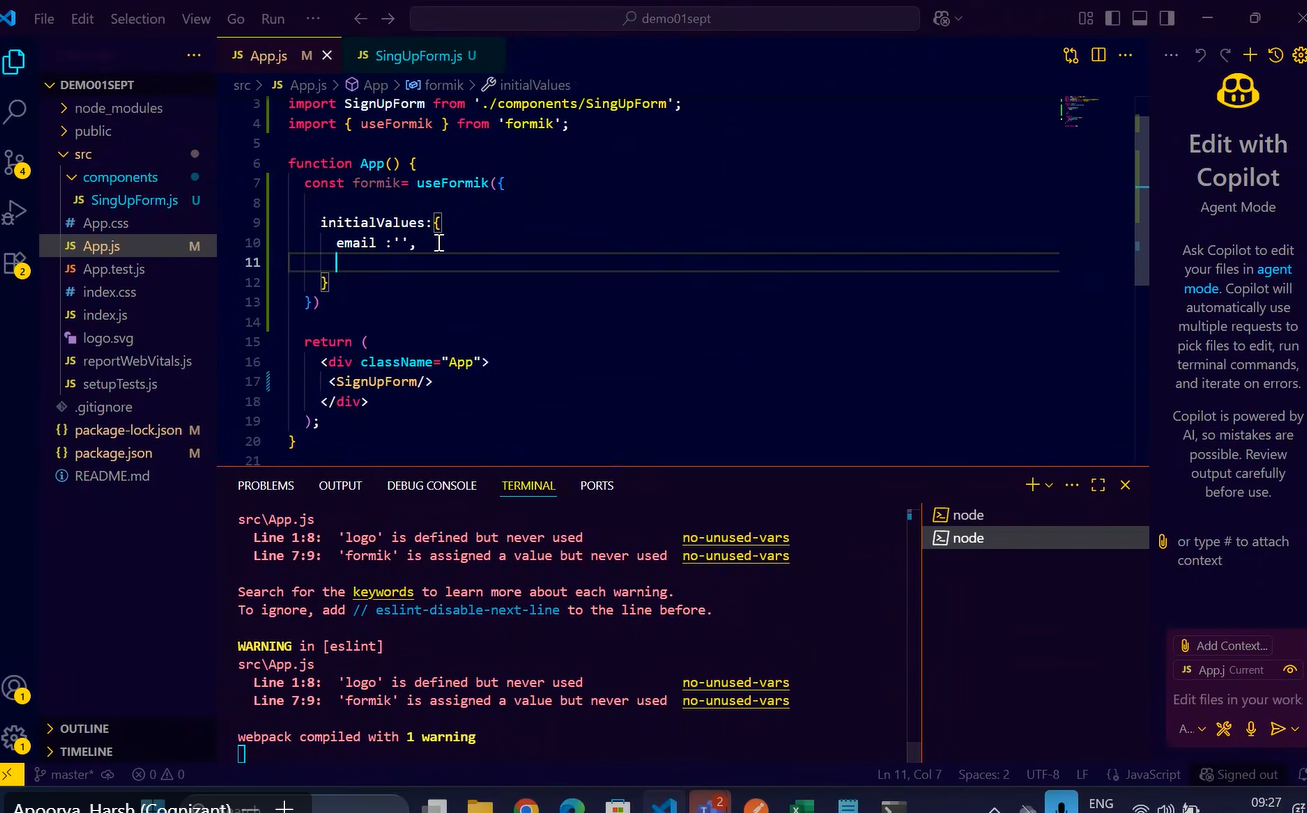 File Edit Selection View Go Run ··· demo01sept
DEMO01SEPT
node_modules
public
src
components
JS SingUpForm.js U
# App.css
JS App.js M
JS App.test.js
# index.css
JS index.js
logo.svg
JS reportWebVitals.js
JS setupTests.js
.gitignore
{} package-lock.json M
{} package.json M
README.md
OUTLINE
TIMELINE
4
2
1
1
JS App.js M
JS SingUpForm.js U
src > JS App.js > App > formik > initialValues
3 import SignUpForm from './components/SingUpForm';
4 import { useFormik } from 'formik';
5
6 function App() {
7 const formik= useFormik({
8
9 initialValues:{
10 email :'',
11
12 }
13 })
14
15 return (
16 <div className="App">
17 <SignUpForm/>
18 </div>
19 );
20 }
21
PROBLEMS OUTPUT DEBUG CONSOLE TERMINAL PORTS
src\App.js
Line 1:8: 'logo' is defined but never used no-unused-vars
Line 7:9: 'formik' is assigned a value but never used no-unused-vars
Search for the keywords to learn more about each warning.
To ignore, add // eslint-disable-next-line to the line before.
WARNING in [eslint]
src\App.js
Line 1:8: 'logo' is defined but never used no-unused-vars
Line 7:9: 'formik' is assigned a value but never used no-unused-vars
webpack compiled with 1 warning
node
node
Edit with
Copilot
Agent Mode
Ask Copilot to edit
your files in agent
mode. Copilot will
automatically use
multiple requests to
pick files to edit, run
terminal commands,
and iterate on errors.
Copilot is powered by
AI, so mistakes are
possible. Review
output carefully
before use.
or type # to attach
context
Add Context...
JS App.j Current
Edit files in your work
A...
master* 0 0 Ln 11, Col 7 Spaces: 2 UTF-8 LF {} JavaScript Signed out
Apoorva, Harsh (Cognizant)
2
ENG
09:27